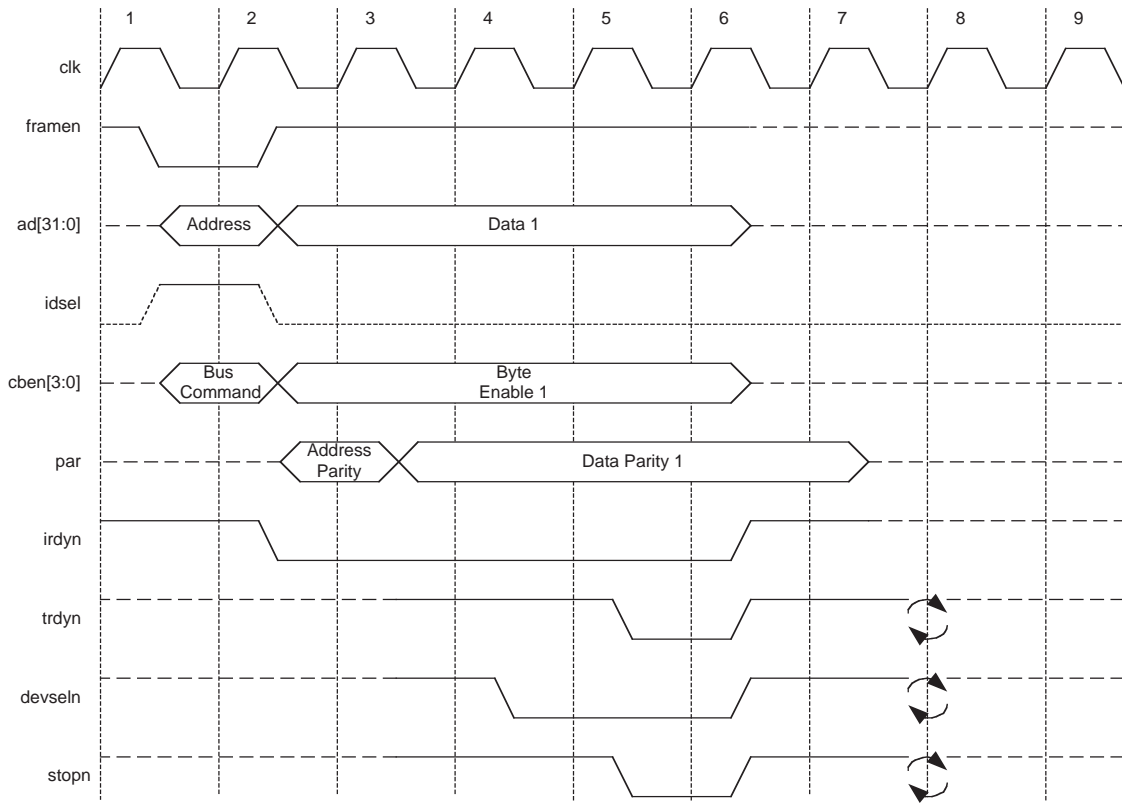 1 2 3 4 5 6 7 8 9
clk
framen
ad[31:0] Address Data 1
idsel
cben[3:0] Bus Command Byte Enable 1
par Address Parity Data Parity 1
irdyn
trdyn
devseln
stopn